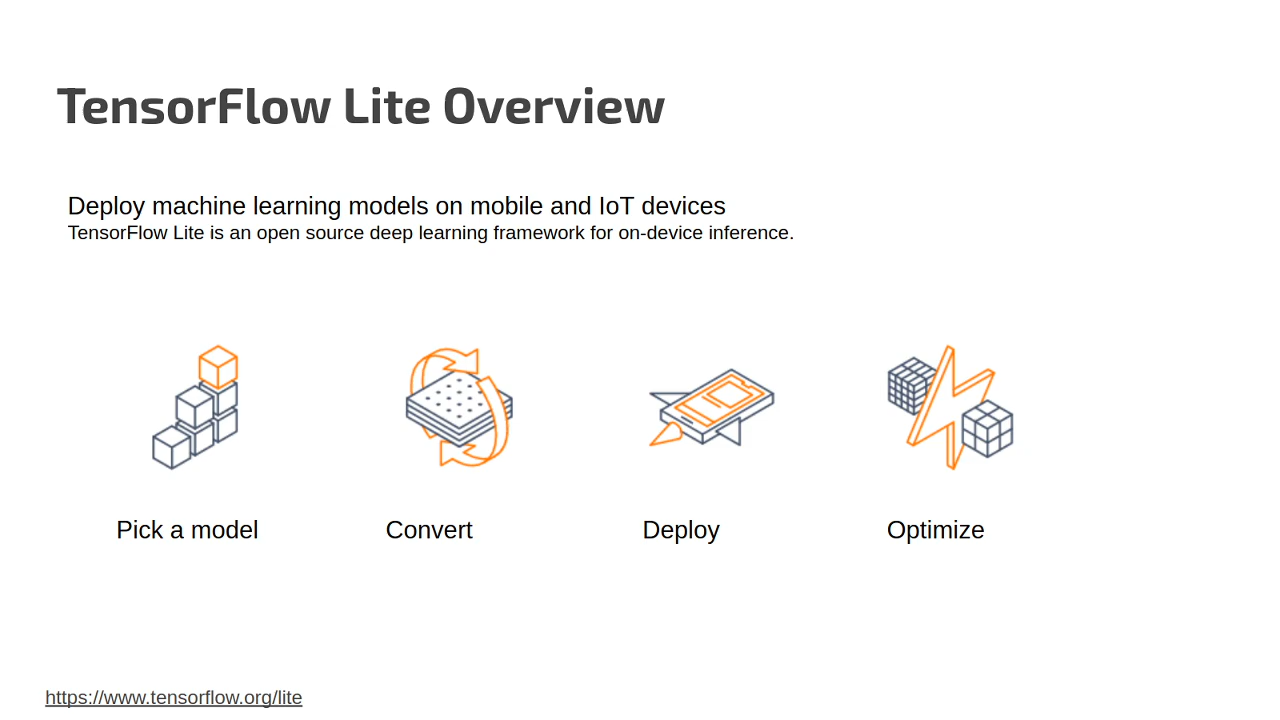 TensorFlow Lite Overview
Deploy machine learning models on mobile and IoT devices
TensorFlow Lite is an open source deep learning framework for on-device inference.
Pick a model
Convert
Deploy
Optimize
https://www.tensorflow.org/lite